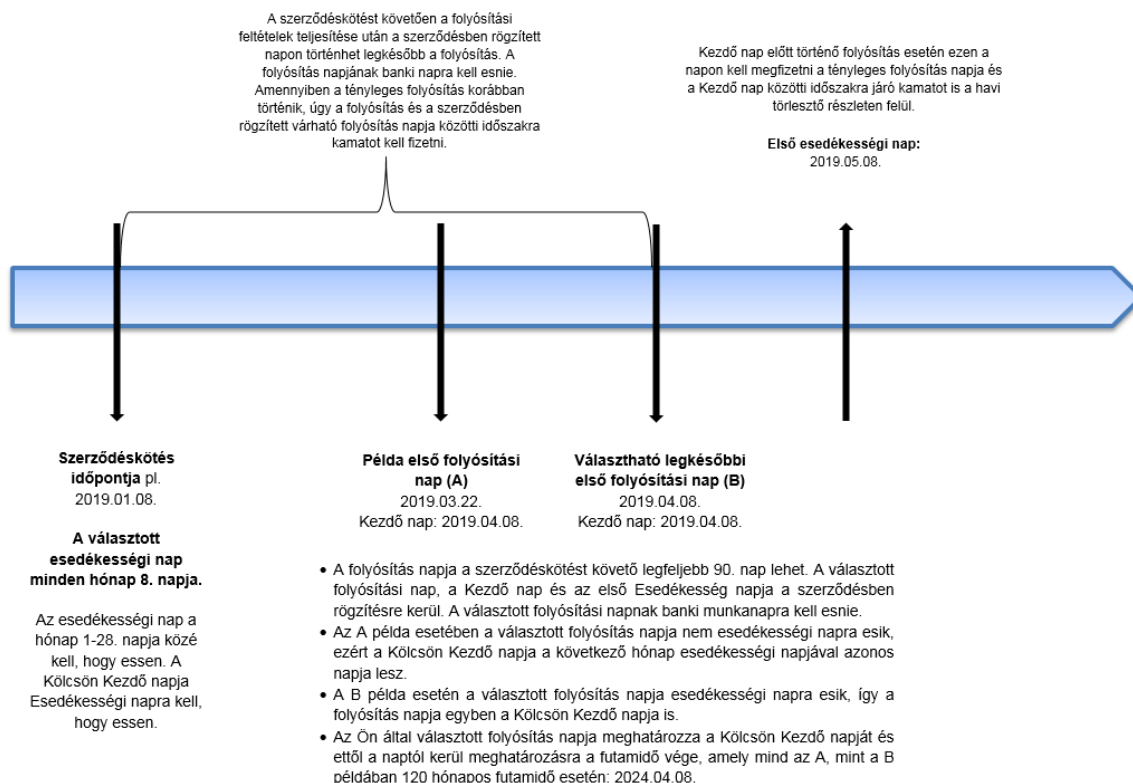 A szerződéskötést követően a folyósítási
feltételek teljesítése után a szerződésben rögzített
napon történhet legkésőbb a folyósítás. A
folyósítás napjának banki napra kell esnie.
Amennyiben a tényleges folyósítás korábban
történik, úgy a folyósítás és a szerződésben
rögzített várható folyósítás napja közötti időszakra
kamatot kell fizetni.
Kezdő nap előtt történő folyósítás esetén ezen a
napon kell megfizetni a tényleges folyósítás napja és
a Kezdő nap közötti időszakra járó kamatot is a havi
törlesztő részleten felül.
Első esedékességi nap:
2019.05.08.
Szerződéskötés
időpontja pl.
2019.01.08.
A választott
esedékességi nap
minden hónap 8. napja.
Az esedékességi nap a
hónap 1-28. napja közé
kell, hogy essen. A
Kölcsön Kezdő napja
Esedékességi napra kell,
hogy essen.
Példa első folyósítási
nap (A)
2019.03.22.
Kezdő nap: 2019.04.08.
Választható legkésőbbi
első folyósítási nap (B)
2019.04.08.
Kezdő nap: 2019.04.08.
• A folyósítás napja a szerződéskötést követő legfeljebb 90. nap lehet. A választott
folyósítási nap, a Kezdő nap és az első Esedékesség napja a szerződésben
rögzítésre kerül. A választott folyósítási napnak banki munkanapra kell esnie.
• Az A példa esetében a választott folyósítás napja nem esedékességi napra esik,
ezért a Kölcsön Kezdő napja a következő hónap esedékességi napjával azonos
napja lesz.
• A B példa esetén a választott folyósítás napja esedékességi napra esik, így a
folyósítás napja egyben a Kölcsön Kezdő napja is.
• Az Ön által választott folyósítás napja meghatározza a Kölcsön Kezdő napját és
ettől a naptól kerül meghatározásra a futamidő vége, amely mind az A, mint a B
példában 120 hónapos futamidő esetén: 2024.04.08.